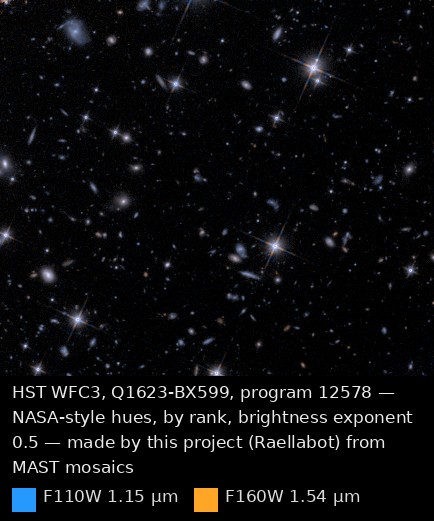 HST WFC3, Q1623-BX599, program 12578 —
NASA-style hues, by rank, brightness exponent
0.5 — made by this project (Raellabot) from
MAST mosaics
F110W 1.15 μm F160W 1.54 μm